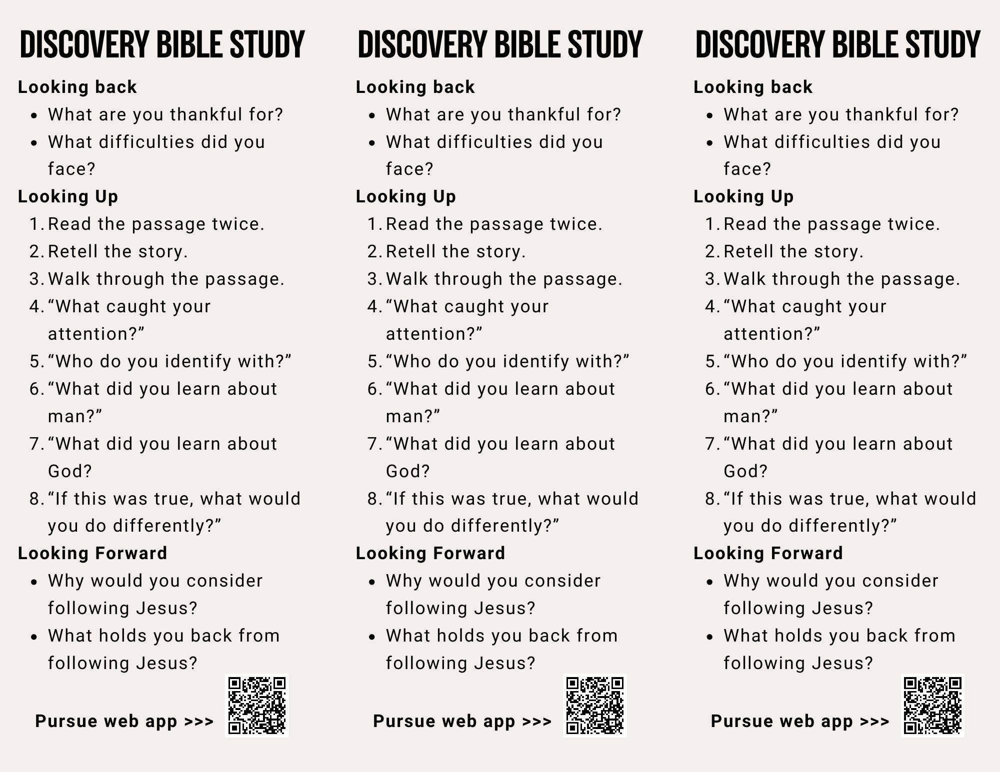 DISCOVERY BIBLE STUDY
Looking back
• What are you thankful for?
• What difficulties did you
face?
Looking Up
1. Read the passage twice.
2. Retell the story.
3. Walk through the passage.
4. “What caught your
attention?”
5. “Who do you identify with?”
6. “What did you learn about
man?”
7. “What did you learn about
God?
8. “If this was true, what would
you do differently?”
Looking Forward
• Why would you consider
following Jesus?
• What holds you back from
following Jesus?
Pursue web app >>>
DISCOVERY BIBLE STUDY
Looking back
• What are you thankful for?
• What difficulties did you
face?
Looking Up
1. Read the passage twice.
2. Retell the story.
3. Walk through the passage.
4. “What caught your
attention?”
5. “Who do you identify with?”
6. “What did you learn about
man?”
7. “What did you learn about
God?
8. “If this was true, what would
you do differently?”
Looking Forward
• Why would you consider
following Jesus?
• What holds you back from
following Jesus?
Pursue web app >>>
DISCOVERY BIBLE STUDY
Looking back
• What are you thankful for?
• What difficulties did you
face?
Looking Up
1. Read the passage twice.
2. Retell the story.
3. Walk through the passage.
4. “What caught your
attention?”
5. “Who do you identify with?”
6. “What did you learn about
man?”
7. “What did you learn about
God?
8. “If this was true, what would
you do differently?”
Looking Forward
• Why would you consider
following Jesus?
• What holds you back from
following Jesus?
Pursue web app >>>